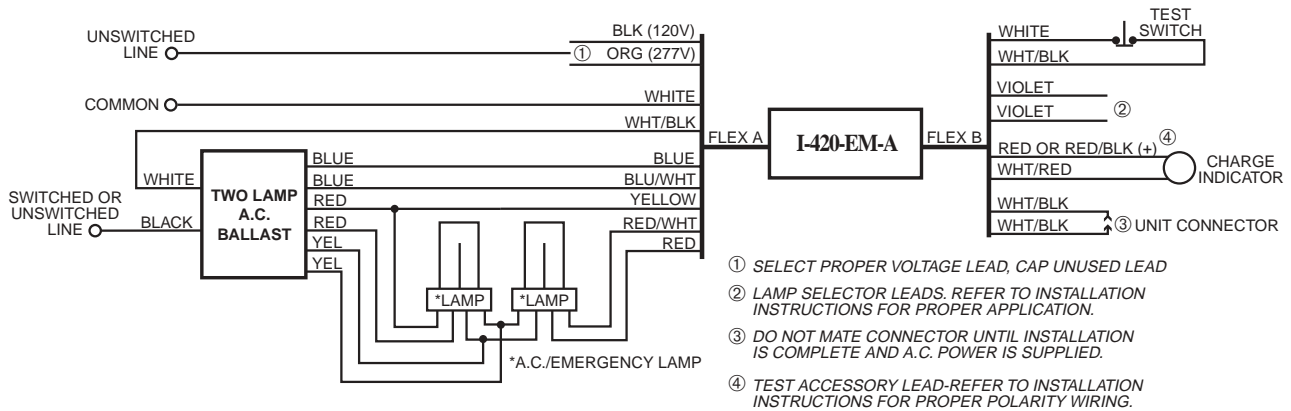 UNSWITCHED
LINE
BLK (120V)
① ORG (277V)
COMMON
WHITE
WHT/BLK
FLEX A
I-420-EM-A
FLEX B
WHITE
TEST
SWITCH
WHT/BLK
VIOLET
VIOLET
②
RED OR RED/BLK (+)
④
WHT/RED
CHARGE
INDICATOR
WHT/BLK
WHT/BLK
③ UNIT CONNECTOR
SWITCHED OR
UNSWITCHED
LINE
WHITE
BLACK
TWO LAMP
A.C.
BALLAST
BLUE
BLUE
RED
RED
YEL
YEL
BLUE
BLU/WHT
YELLOW
RED/WHT
RED
*LAMP
*LAMP
*A.C./EMERGENCY LAMP
① SELECT PROPER VOLTAGE LEAD, CAP UNUSED LEAD
② LAMP SELECTOR LEADS. REFER TO INSTALLATION
INSTRUCTIONS FOR PROPER APPLICATION.
③ DO NOT MATE CONNECTOR UNTIL INSTALLATION
IS COMPLETE AND A.C. POWER IS SUPPLIED.
④ TEST ACCESSORY LEAD-REFER TO INSTALLATION
INSTRUCTIONS FOR PROPER POLARITY WIRING.